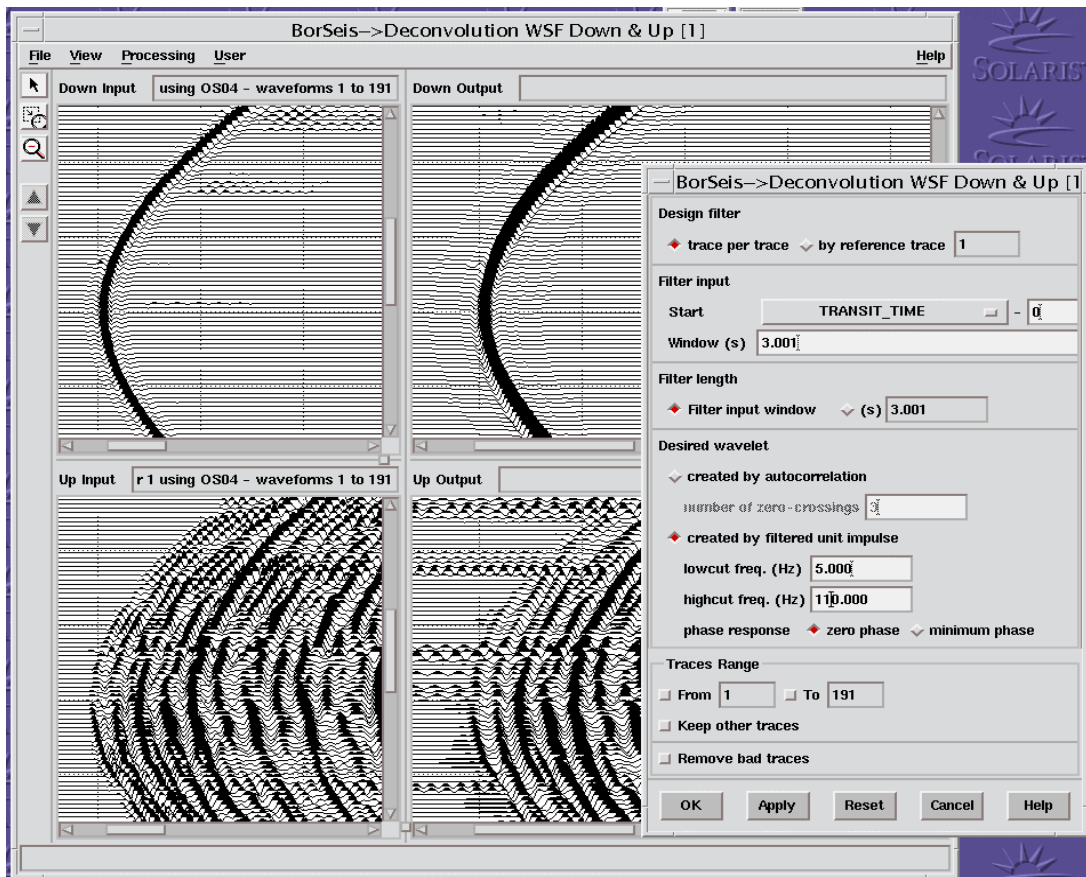 BorSeis-->Deconvolution WSF Down & Up [1]
File View Processing User Help
Down Input using OS04 - waveforms 1 to 191 Down Output
Up Input r 1 using OS04 - waveforms 1 to 191 Up Output
BorSeis-->Deconvolution WSF Down & Up [1
Design filter
trace per trace by reference trace 1
Filter input
Start TRANSIT_TIME - 0
Window (s) 3.001
Filter length
Filter input window (s) 3.001
Desired wavelet
created by autocorrelation
number of zero-crossings 3
created by filtered unit impulse
lowcut freq. (Hz) 5.000
highcut freq. (Hz) 110.000
phase response zero phase minimum phase
Traces Range
From 1 To 191
Keep other traces
Remove bad traces
OK Apply Reset Cancel Help
SOLARIS
SOLARIS